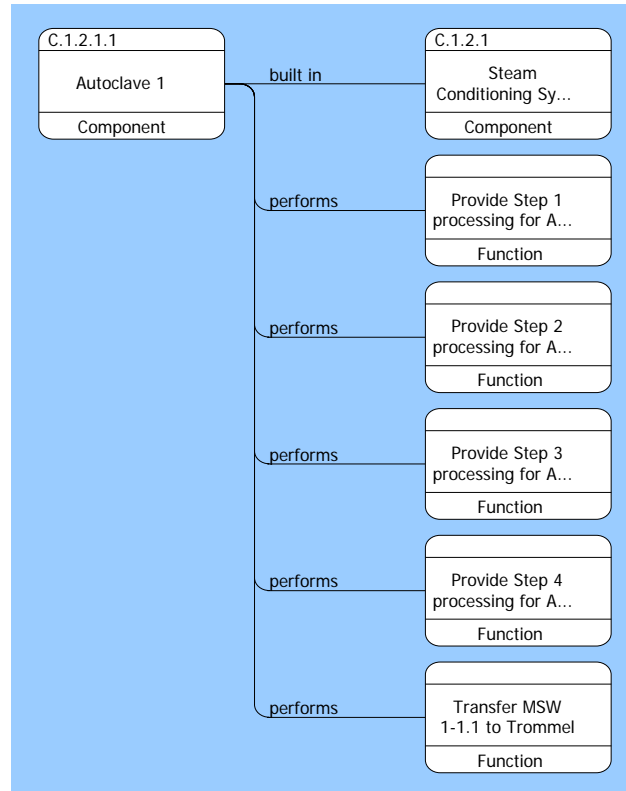 C.1.2.1.1
Autoclave 1
Component
built in
C.1.2.1
Steam
Conditioning Sy...
Component
performs
Provide Step 1
processing for A...
Function
performs
Provide Step 2
processing for A...
Function
performs
Provide Step 3
processing for A...
Function
performs
Provide Step 4
processing for A...
Function
performs
Transfer MSW
1-1.1 to Trommel
Function